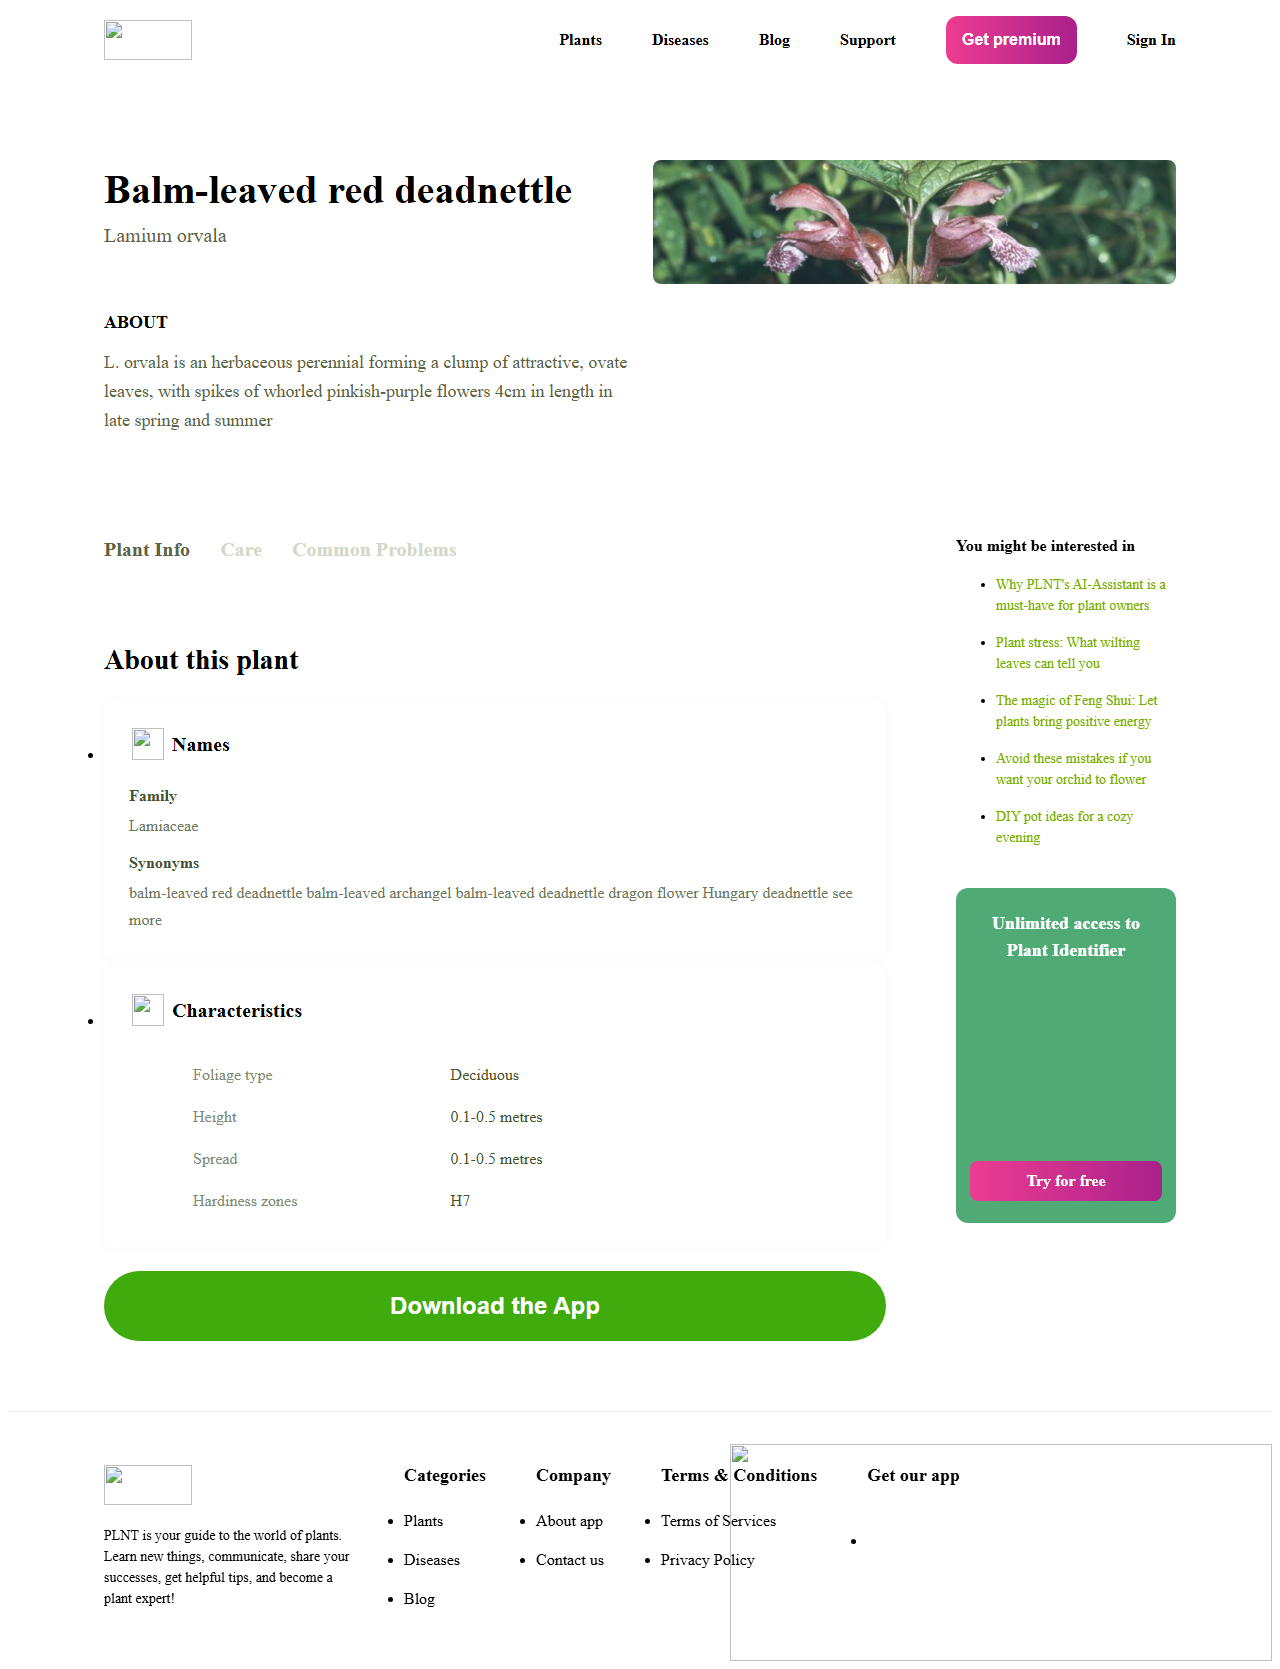 Plants
Diseases
Blog
Support
Get premium
Sign In
Balm-leaved red deadnettle
Lamium orvala
ABOUT
L. orvala is an herbaceous perennial forming a clump of attractive, ovate
leaves, with spikes of whorled pinkish-purple flowers 4cm in length in
late spring and summer
Plant Info
Care
Common Problems
About this plant
Names
Family
Lamiaceae
Synonyms
balm-leaved red deadnettle balm-leaved archangel balm-leaved deadnettle dragon flower Hungary deadnettle see
more
Characteristics
Foliage type
Deciduous
Height
0.1-0.5 metres
Spread
0.1-0.5 metres
Hardiness zones
H7
Download the App
You might be interested in
Why PLNT's AI-Assistant is a
must-have for plant owners
Plant stress: What wilting
leaves can tell you
The magic of Feng Shui: Let
plants bring positive energy
Avoid these mistakes if you
want your orchid to flower
DIY pot ideas for a cozy
evening
Unlimited access to
Plant Identifier
Try for free
PLNT is your guide to the world of plants.
Learn new things, communicate, share your
successes, get helpful tips, and become a
plant expert!
Categories
Plants
Diseases
Blog
Company
About app
Contact us
Terms & Conditions
Terms of Services
Privacy Policy
Get our app